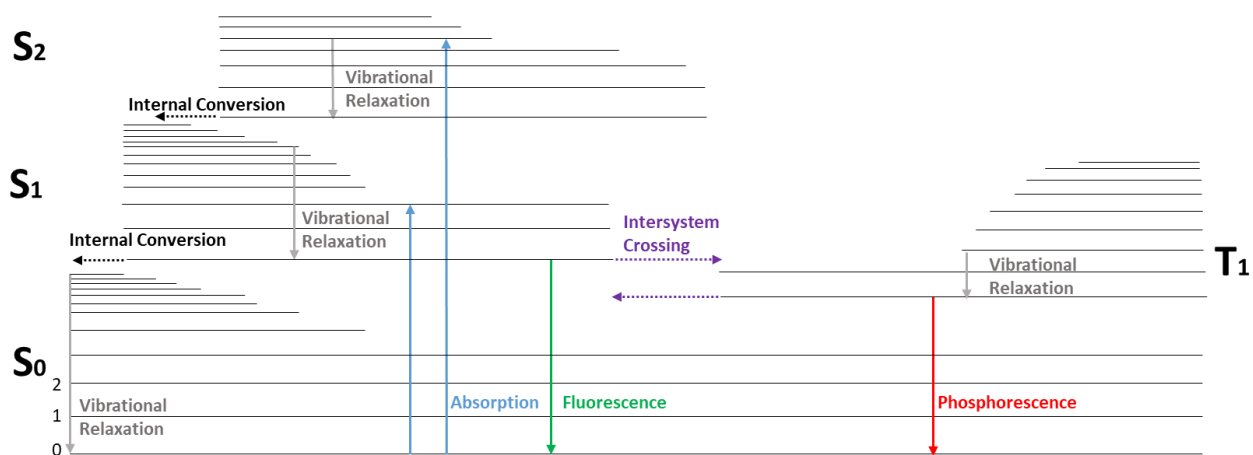 S2
Vibrational
Relaxation
Internal Conversion
S1
Vibrational
Relaxation
Intersystem
Crossing
Internal Conversion
Vibrational
Relaxation
T1
S0
2
1
0
Vibrational
Relaxation
Absorption
Fluorescence
Phosphorescence